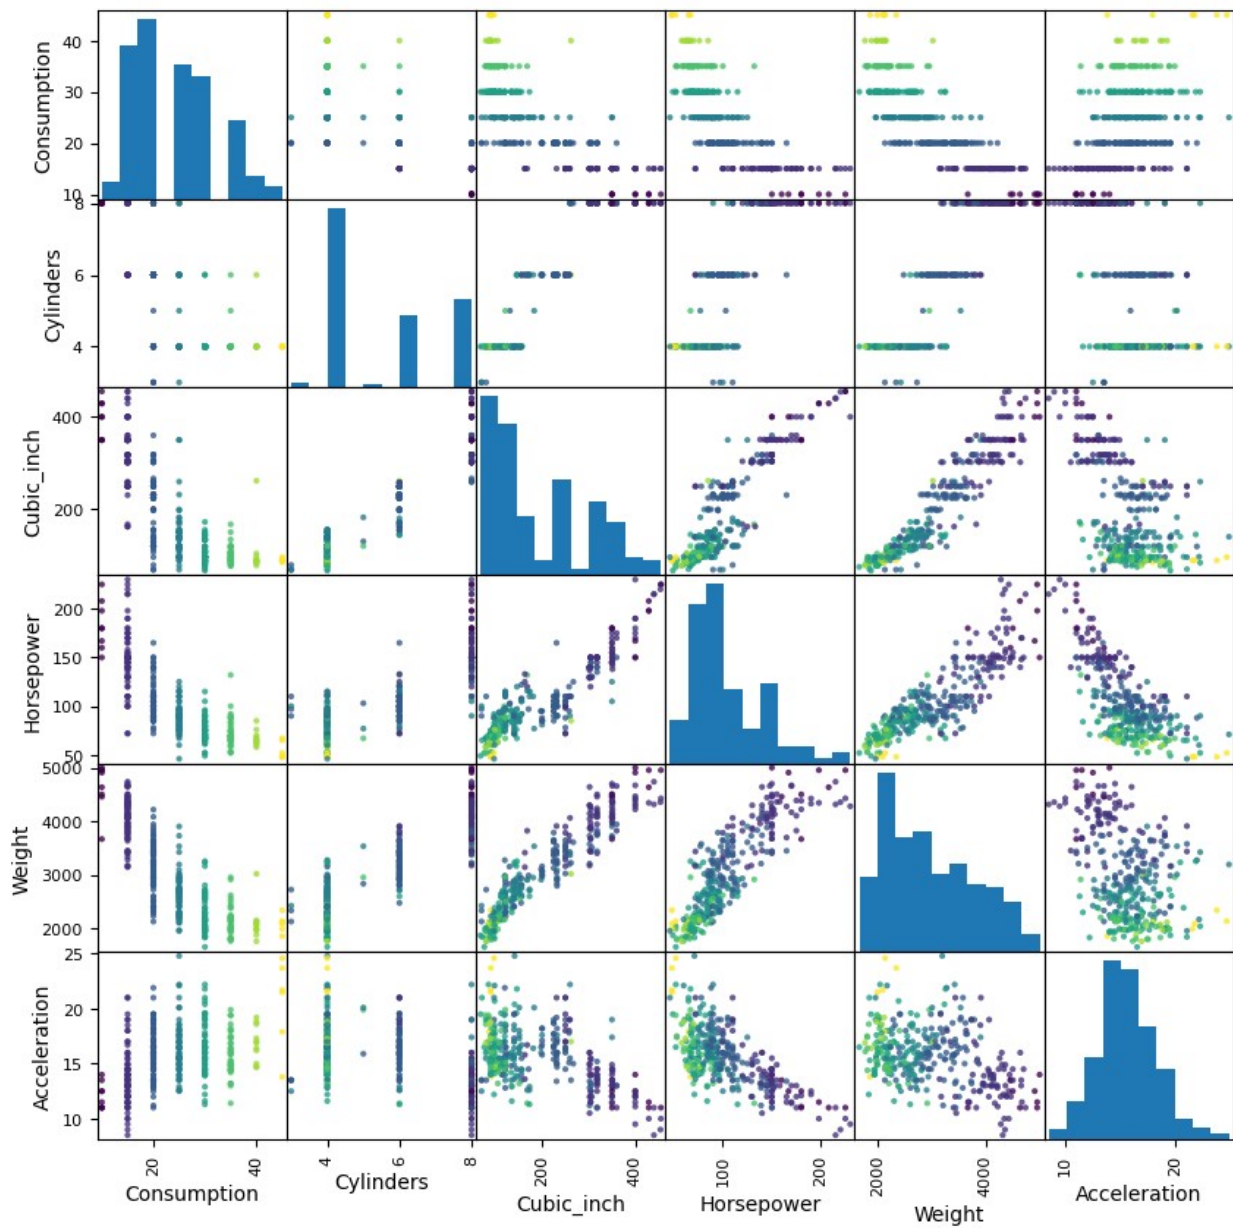 Consumption
40
30
20
10
Cylinders
8
6
4
Cubic_inch
400
200
Horsepower
200
150
100
50
Weight
5000
4000
3000
2000
Acceleration
25
20
15
10
20 40 4 6 8 200 400 100 200 2000 4000 10 20
Consumption Cylinders Cubic_inch Horsepower Weight Acceleration